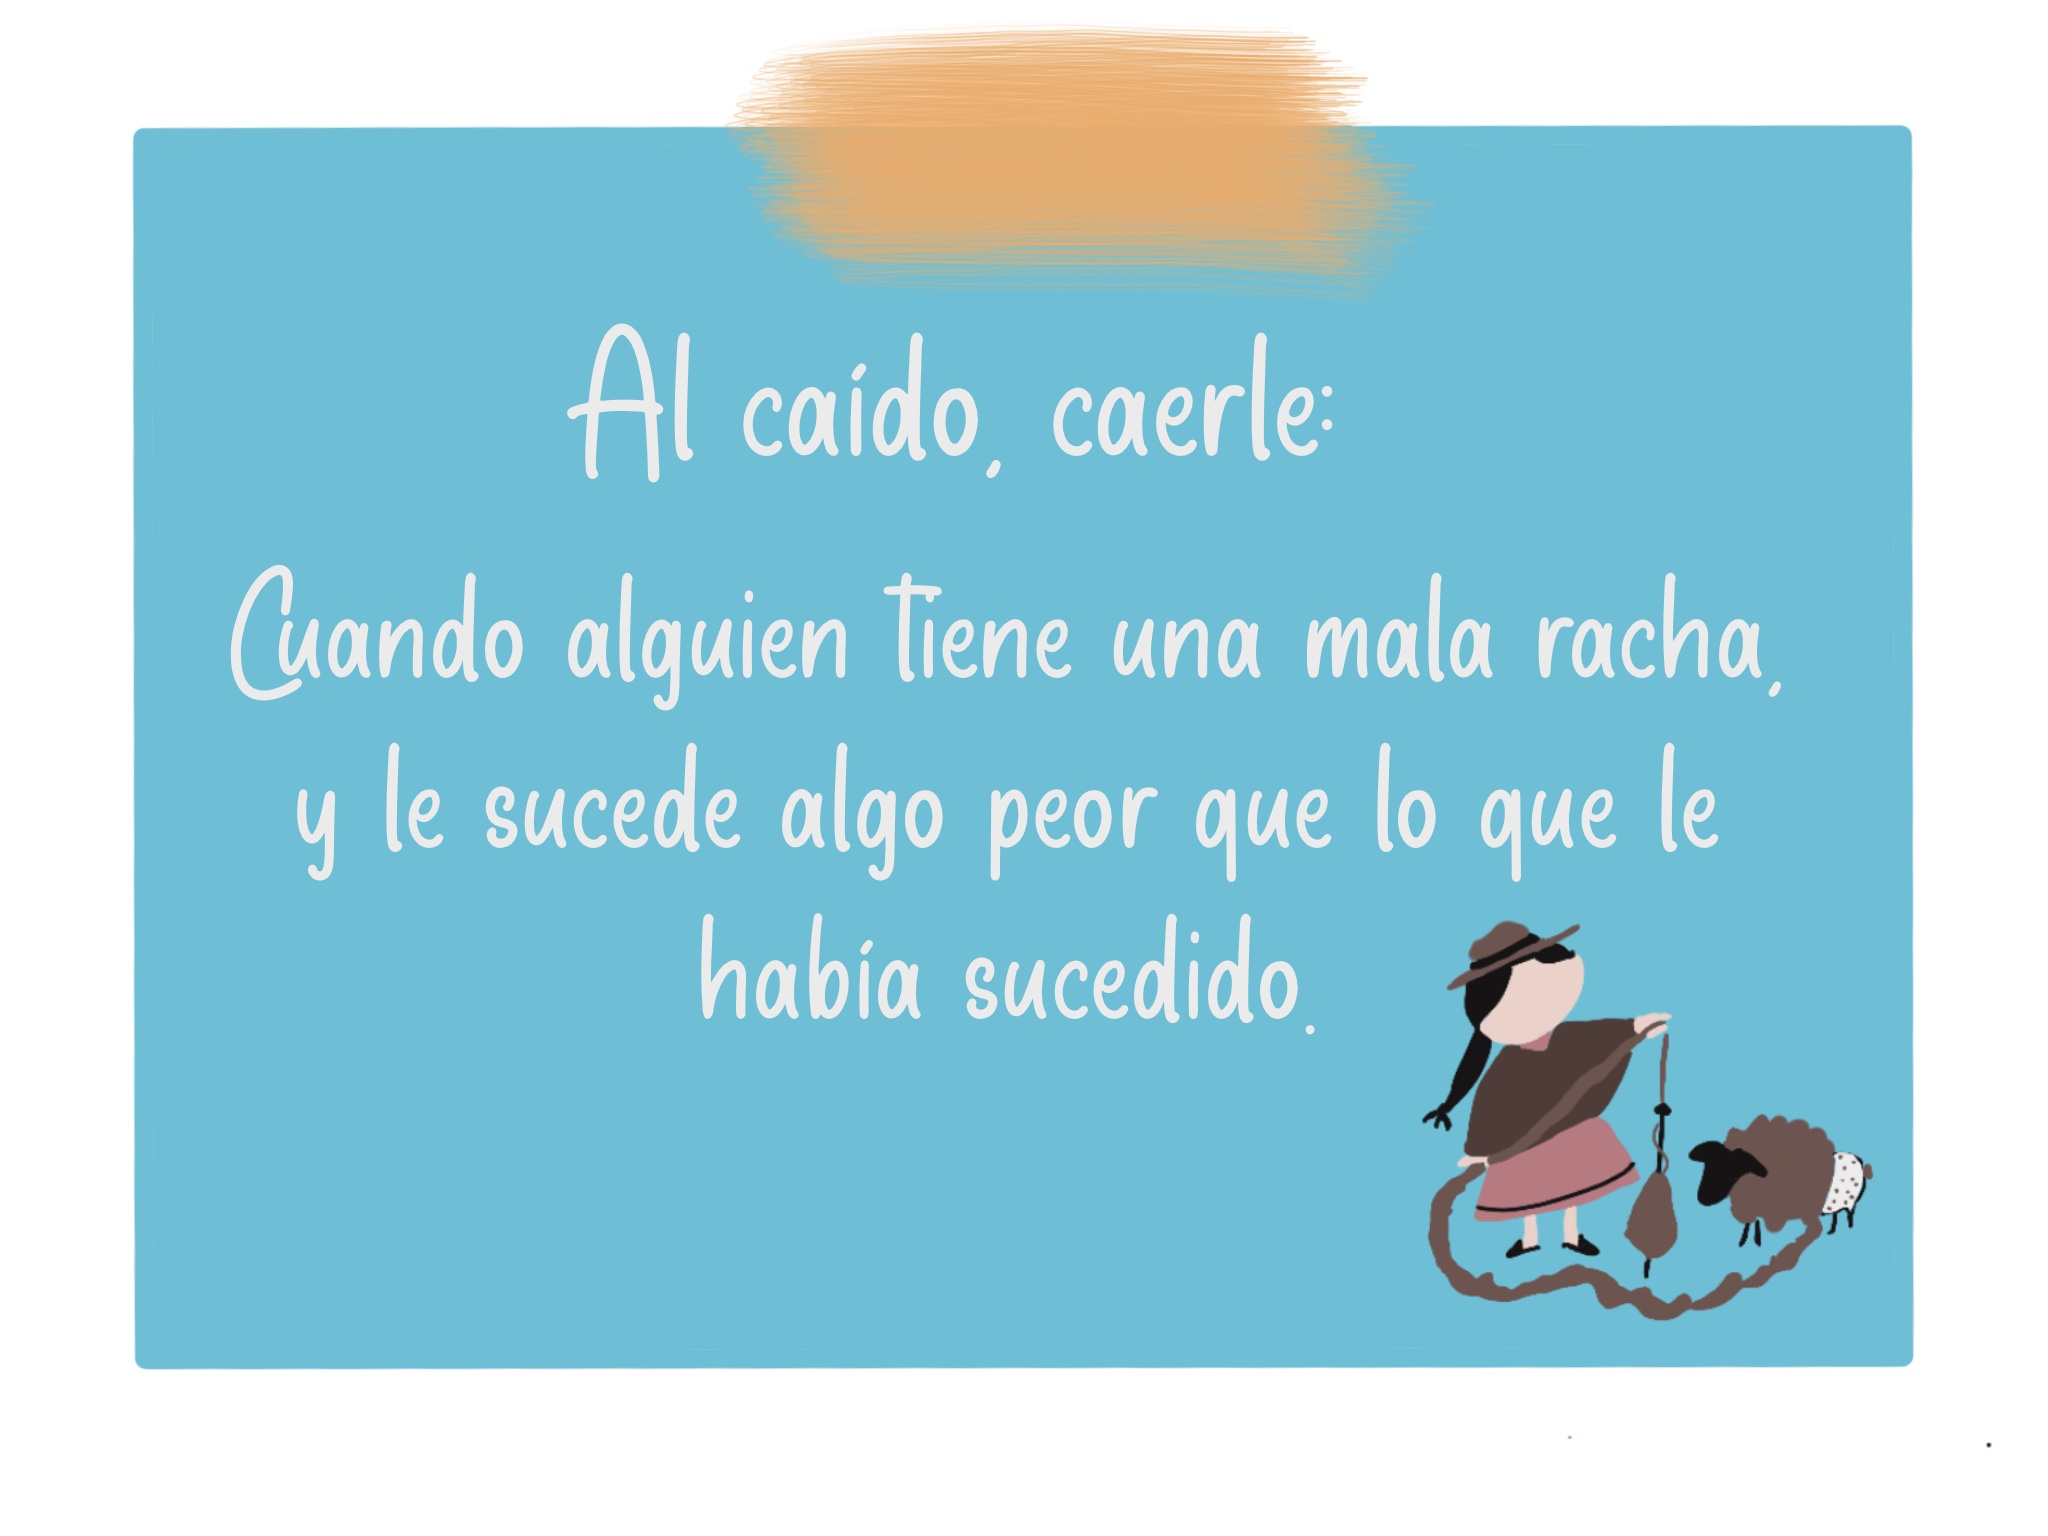 Al caído, caerle:
Cuando alguien tiene una mala racha,
y le sucede algo peor que lo que le
había sucedido.